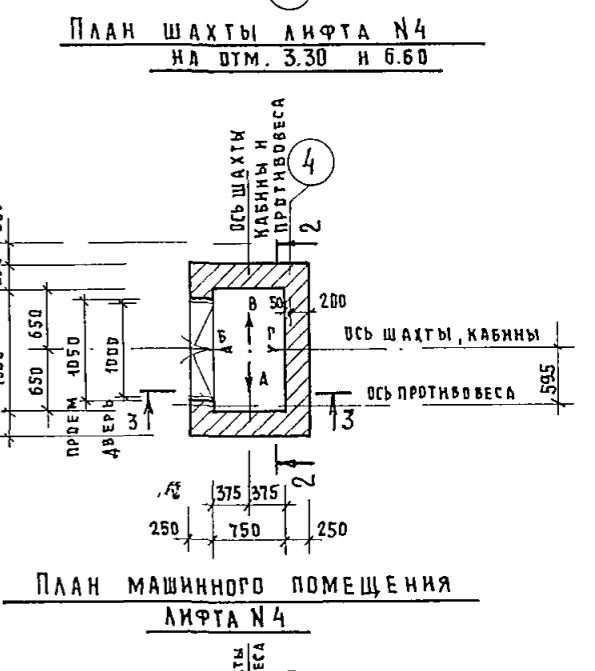 ПЛАН ШАХТЫ ЛИФТА N4
НА ОТМ. 3.30 И 6.60
ОСЬ ШАХТЫ
КАБИНЫ И
ПРОТИВОВЕСА
4
2
В
50
200
Б
Г
ОСЬ ШАХТЫ, КАБИНЫ
650
1050
1000
А
650
595
ОСЬ ПРОТИВОВЕСА
ПРОЕМ
ДВЕРЬ
3
3
2
375
375
250
750
250
ПЛАН МАШИННОГО ПОМЕЩЕНИЯ
ЛИФТА N4